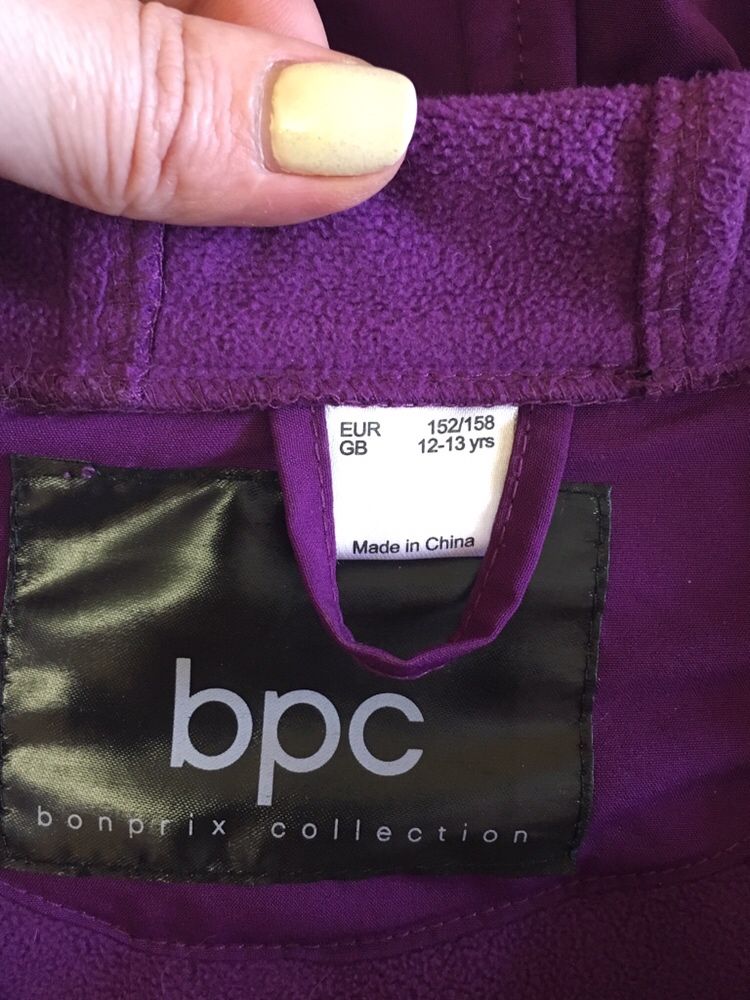 EUR 152/158
GB 12-13 yrs
Made in China
bpc
bonprix collection